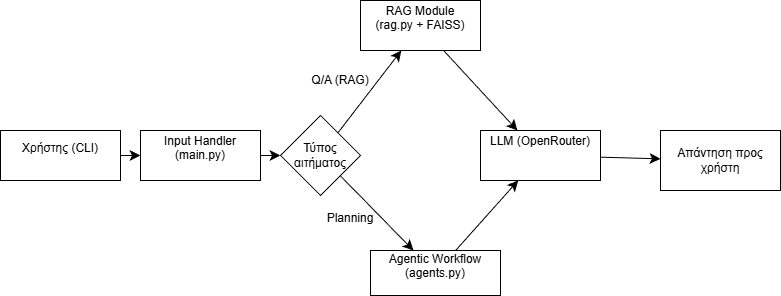 RAG Module
(rag.py + FAISS)
Q/A (RAG)
Χρήστης (CLI)
Input Handler
(main.py)
Τύπος
αιτήματος
LLM (OpenRouter)
Απάντηση προς
χρήστη
Planning
Agentic Workflow
(agents.py)